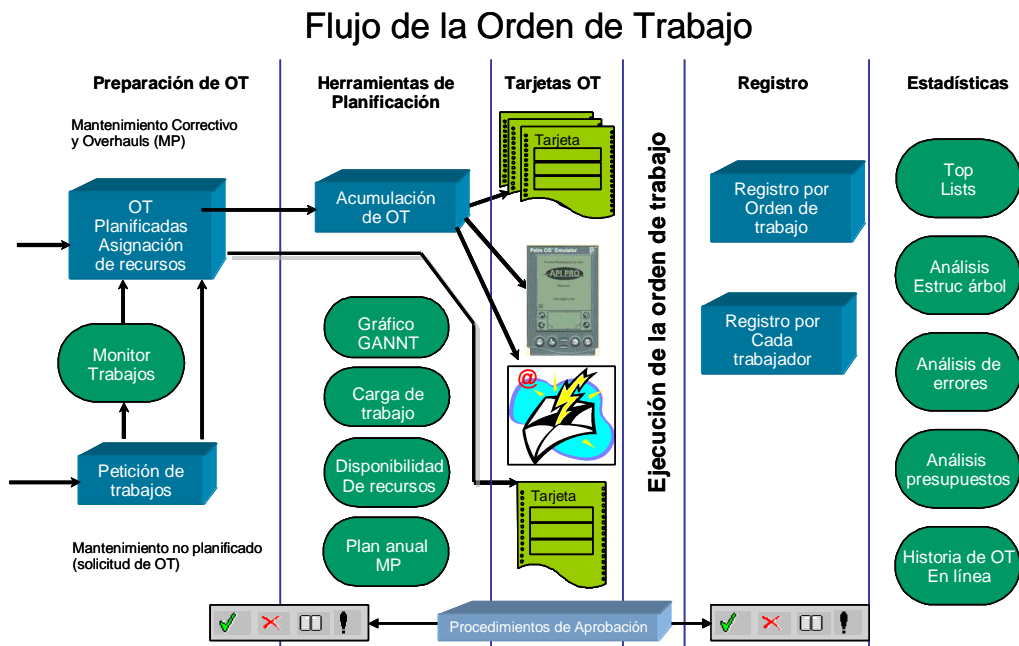 Flujo de la Orden de Trabajo
Preparación de OT
Herramientas de
Planificación
Tarjetas OT
Registro
Estadísticas
Mantenimiento Correctivo
y Overhauls (MP)
OT
Planificadas
Asignación
de recursos
Monitor
Trabajos
Petición de
trabajos
Mantenimiento no planificado
(solicitud de OT)
Acumulación
de OT
Gráfico
GANNT
Carga de
trabajo
Disponibilidad
De recursos
Plan anual
MP
Tarjeta
Palm OS Emulator
API PRO
@
Tarjeta
Ejecución de la orden de trabajo
Registro por
Orden de
trabajo
Registro por
Cada
trabajador
Top
Lists
Análisis
Estruc árbol
Análisis de
errores
Análisis
presupuestos
Historia de OT
En línea
Procedimientos de Aprobación